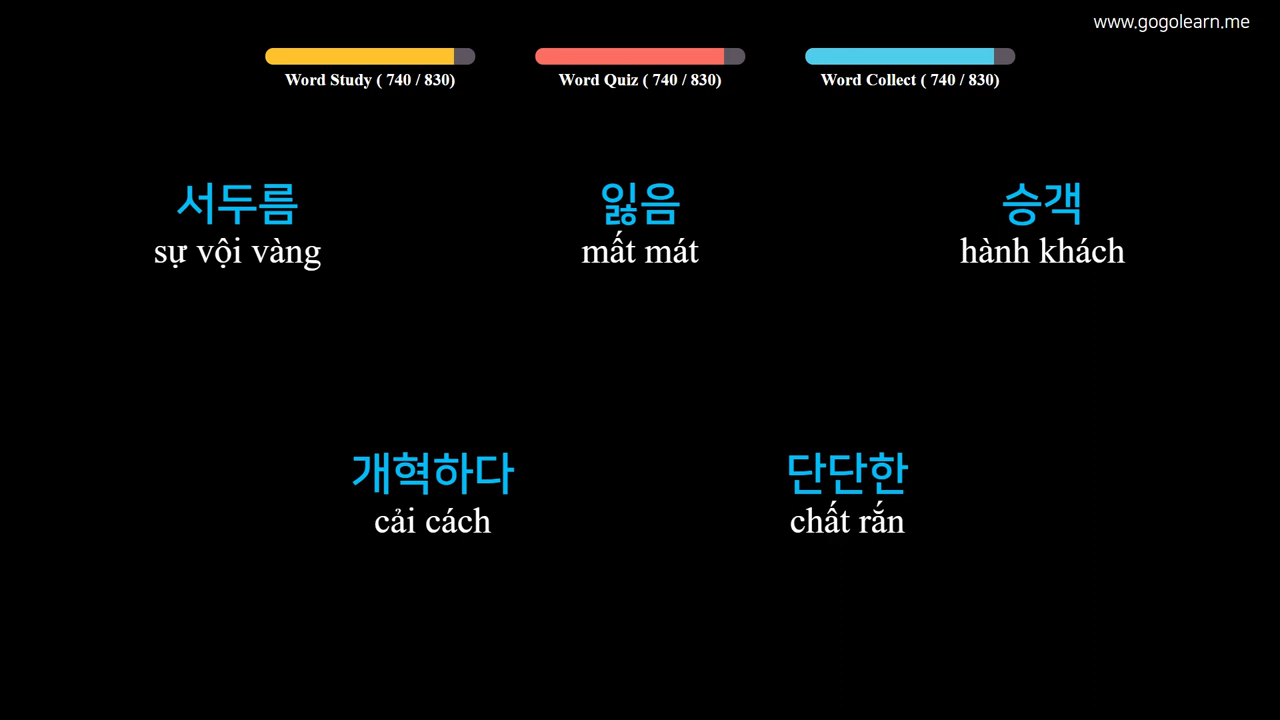 www.gogolearn.me
Word Study ( 740 / 830)
Word Quiz ( 740 / 830)
Word Collect ( 740 / 830)
서두름
sự vội vàng
잃음
mất mát
승객
hành khách
개혁하다
cải cách
단단한
chất rắn